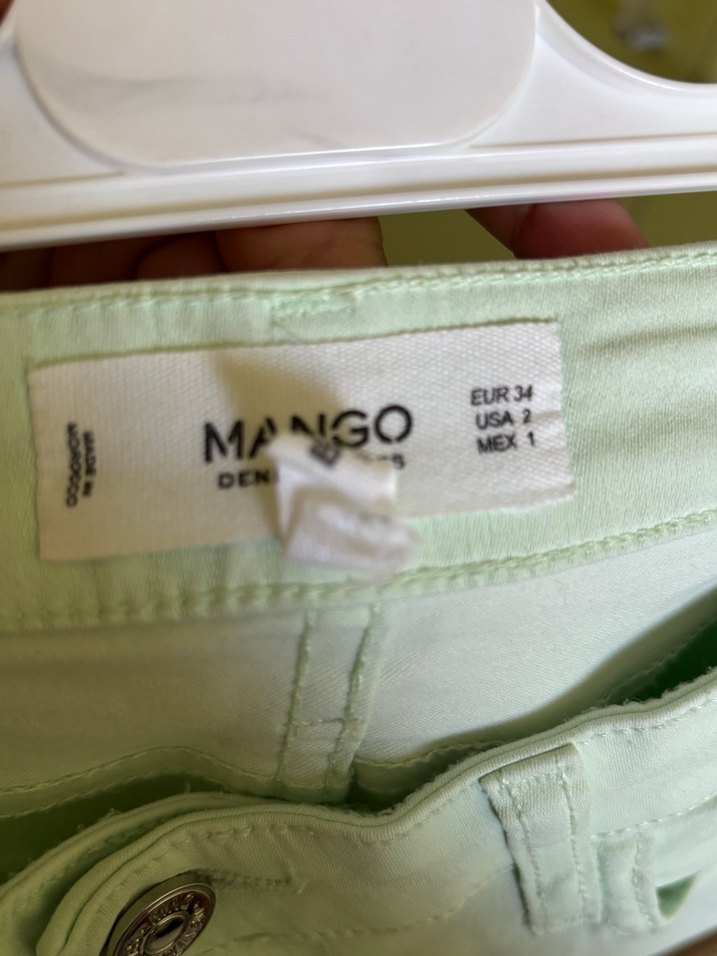 MADE IN
MOROCCO
MANGO
EUR 34
USA 2
MEX 1